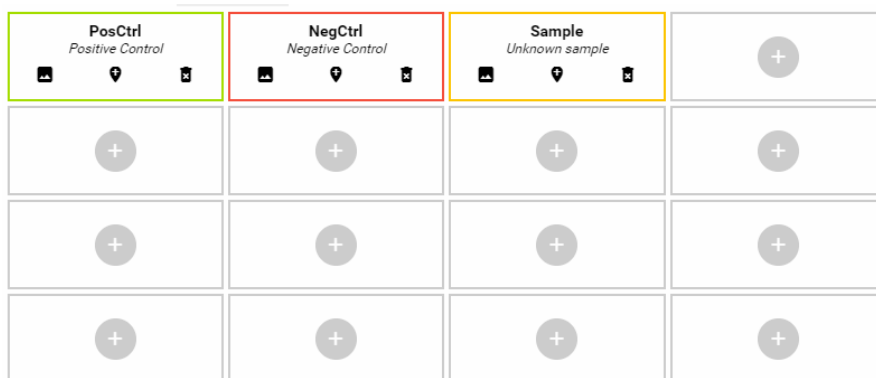 PosCtrl
Positive Control
NegCtrl
Negative Control
Sample
Unknown sample